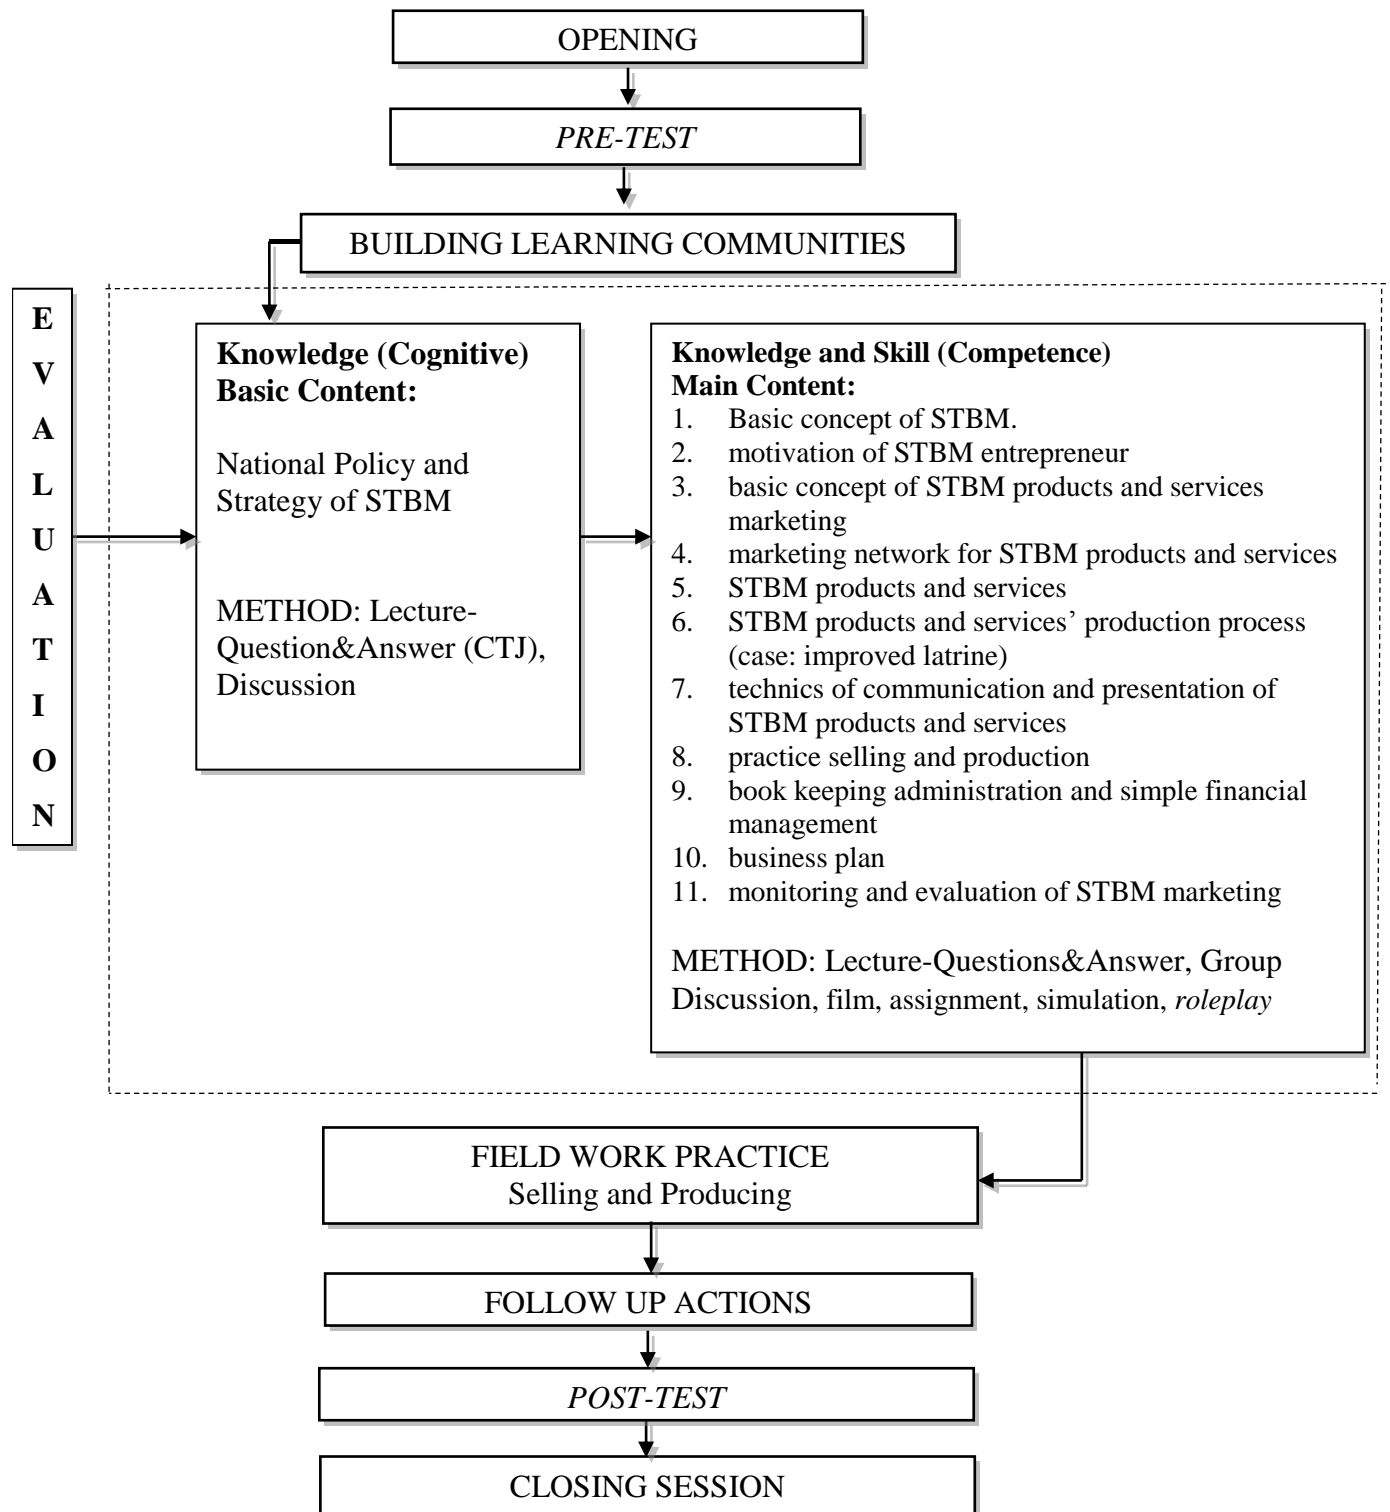 OPENING
PRE-TEST
BUILDING LEARNING COMMUNITIES
E
V
A
L
U
A
T
I
O
N
Knowledge (Cognitive)
Basic Content:
National Policy and
Strategy of STBM
METHOD: Lecture-
Question&Answer (CTJ),
Discussion
Knowledge and Skill (Competence)
Main Content:
1. Basic concept of STBM.
2. motivation of STBM entrepreneur
3. basic concept of STBM products and services
marketing
4. marketing network for STBM products and services
5. STBM products and services
6. STBM products and services’ production process
(case: improved latrine)
7. technics of communication and presentation of
STBM products and services
8. practice selling and production
9. book keeping administration and simple financial
management
10. business plan
11. monitoring and evaluation of STBM marketing
METHOD: Lecture-Questions&Answer, Group
Discussion, film, assignment, simulation, roleplay
FIELD WORK PRACTICE
Selling and Producing
FOLLOW UP ACTIONS
POST-TEST
CLOSING SESSION